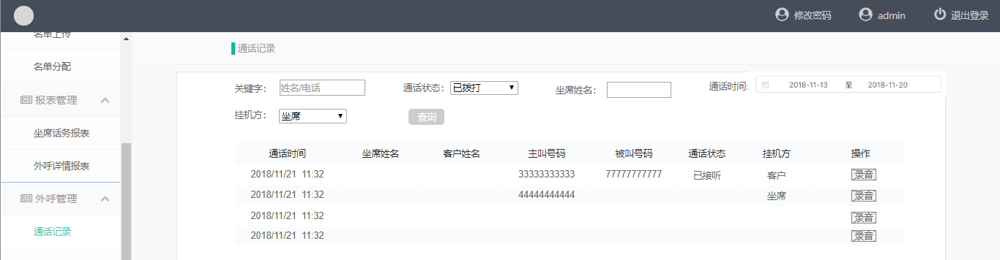 修改密码 admin 退出登录
名单上传
名单分配
报表管理
坐席话务报表
外呼详情报表
外呼管理
通话记录
通话记录
关键字: 姓名/电话 通话状态: 已拨打 坐席姓名: 通话时间: 2018-11-13 至 2018-11-20
挂机方: 坐席 查询
通话时间 坐席姓名 客户姓名 主叫号码 被叫号码 通话状态 挂机方 操作
2018/11/21 11:32 33333333333 77777777777 已接听 客户 录音
2018/11/21 11:32 44444444444 坐席 录音
2018/11/21 11:32 录音
2018/11/21 11:32 录音